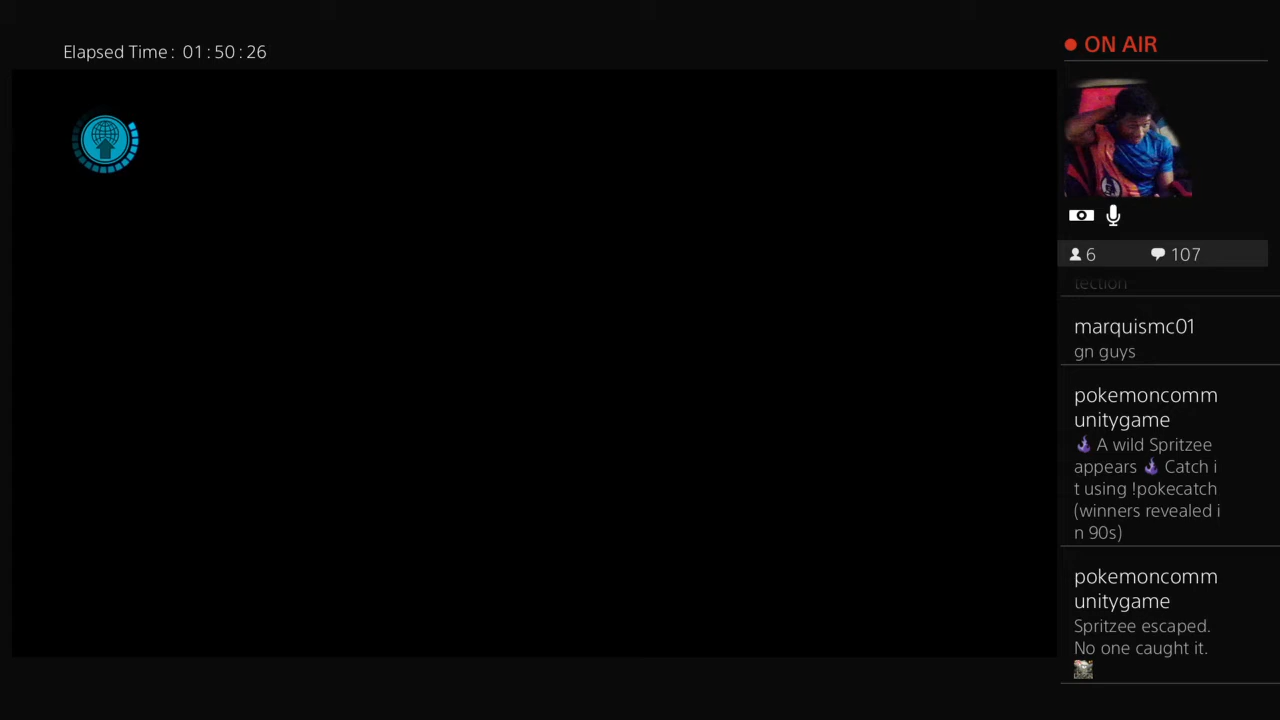 Elapsed Time: 01:50:26
ON AIR
6
107
tection
marquismc01
gn guys
pokemoncomm
unitygame
A wild Spritzee
appears Catch i
t using !pokecatch
(winners revealed i
n 90s)
pokemoncomm
unitygame
Spritzee escaped.
No one caught it.